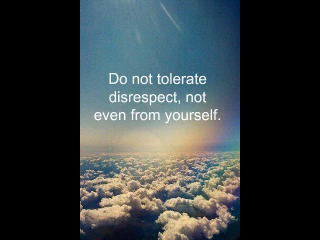 Do not tolerate
disrespect, not
even from yourself.